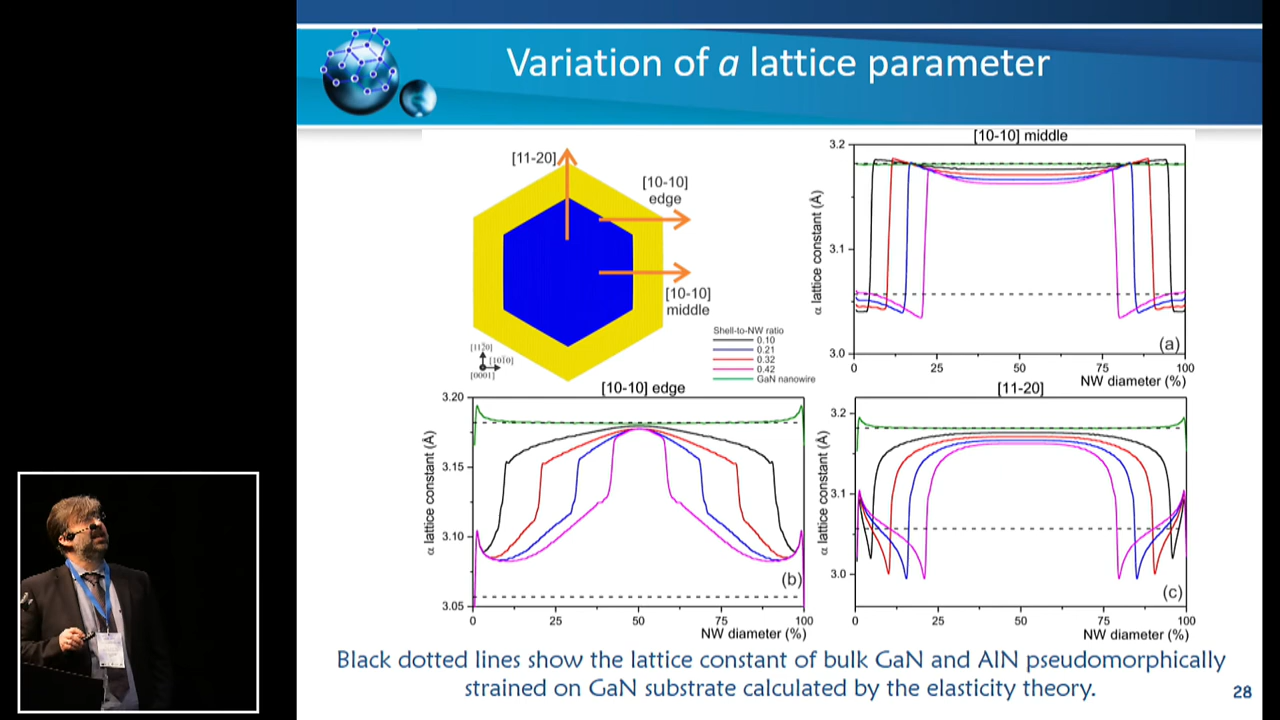 Variation of a lattice parameter
[11-20]
[10-10]
edge
[10-10]
middle
[112̄0]
[101̄0]
[0001]
Shell-to-NW ratio
0.10
0.21
0.32
0.42
GaN nanowire
[10-10] middle
3.2
3.1
3.0
α lattice constant (Å)
0 25 50 75 100
NW diameter (%)
(a)
[10-10] edge
3.20
3.15
3.10
3.05
α lattice constant (Å)
0 25 50 75 100
NW diameter (%)
(b)
[11-20]
3.2
3.1
3.0
α lattice constant (Å)
0 25 50 75 100
NW diameter (%)
(c)
Black dotted lines show the lattice constant of bulk GaN and AlN pseudomorphically
strained on GaN substrate calculated by the elasticity theory.
28